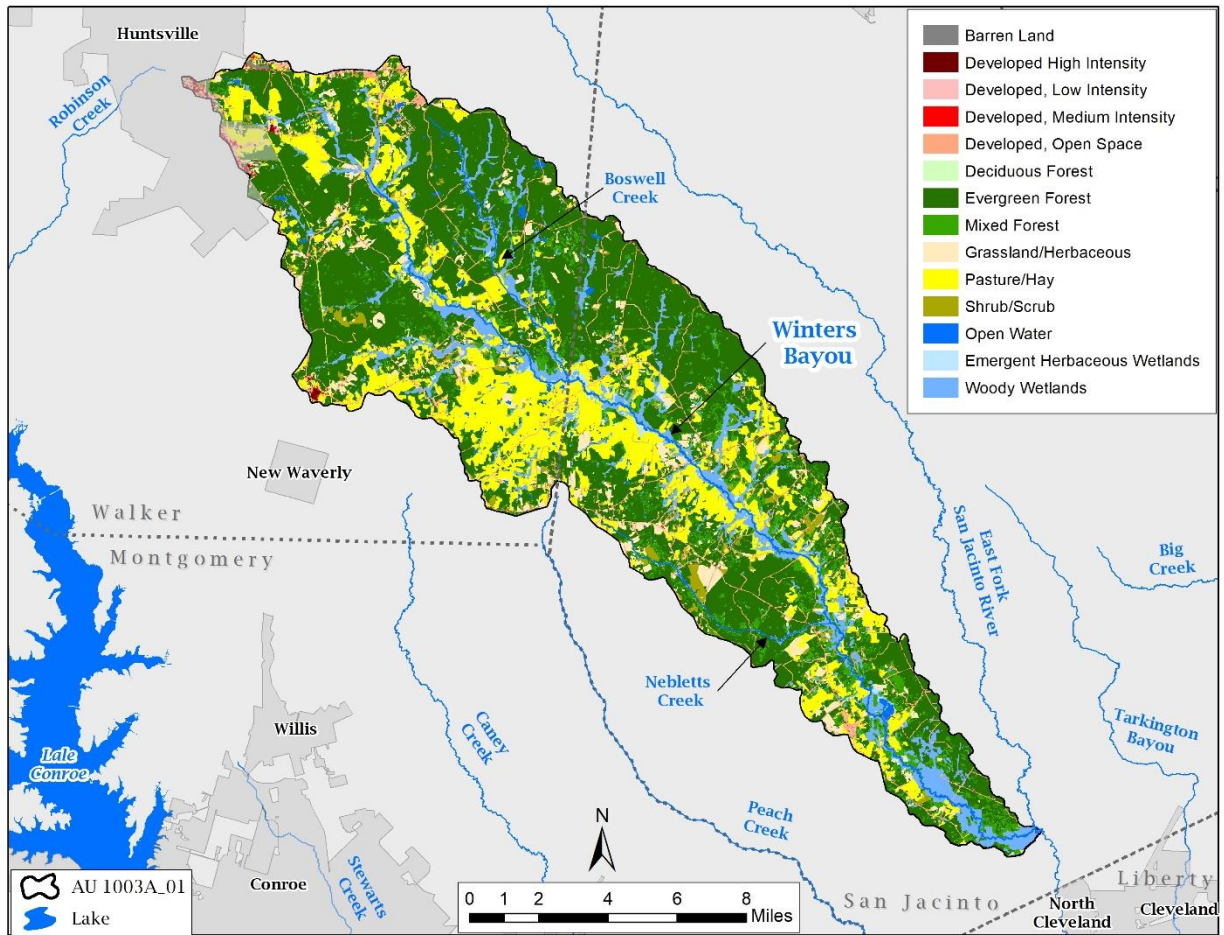 Huntsville
Robinson
Creek
Boswell
Creek
Winters
Bayou
New Waverly
Walker
Montgomery
East Fork
San Jacinto River
Big
Creek
Nebletts
Creek
Willis
Caney
Creek
Tarkington
Bayou
Lale
Conroe
Peach
Creek
Stewarts
Creek
Conroe
San Jacinto
Liberty
North
Cleveland
Cleveland
Barren Land
Developed High Intensity
Developed, Low Intensity
Developed, Medium Intensity
Developed, Open Space
Deciduous Forest
Evergreen Forest
Mixed Forest
Grassland/Herbaceous
Pasture/Hay
Shrub/Scrub
Open Water
Emergent Herbaceous Wetlands
Woody Wetlands
AU 1003A_01
Lake
N
0 1 2 4 6 8
Miles